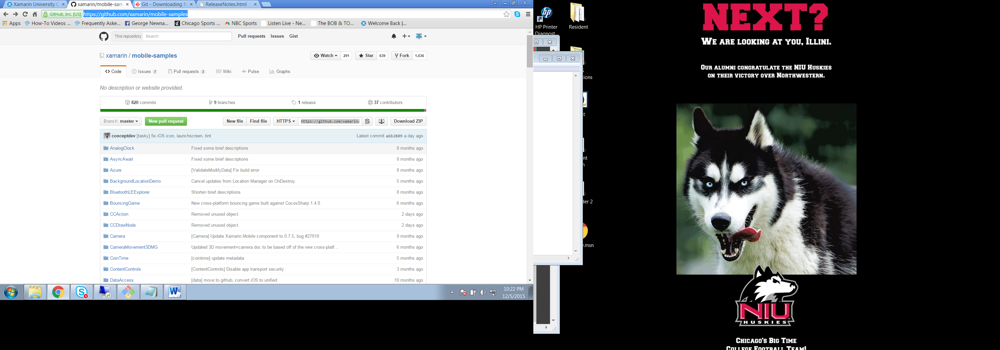 Xamarin University C
xamarin/mobile-sam
Git - Downloading P
ReleaseNotes.html
GitHub, Inc. [US]
https://github.com/xamarin/mobile-samples
Apps
How-To Videos ...
Frequently Aske...
George Newna...
Chicago Sports ...
NBC Sports
Listen Live - Ne...
The BOB & TO...
Welcome Back |...
This repository
Search
Pull requests
Issues
Gist
xamarin / mobile-samples
Watch 291
Star 639
Fork 1,636
Code
Issues 7
Pull requests 3
Wiki
Pulse
Graphs
No description or website provided.
820 commits
9 branches
1 release
37 contributors
Branch: master
New pull request
New file
Find file
HTTPS
https://github.com/xamarin/
Download ZIP
conceptdev [tasky] fix iOS icon, launchscreen, tint
Latest commit a6b2809 a day ago
AnalogClock Fixed some brief descriptions 8 months ago
AsyncAwait Fixed some brief descriptions 8 months ago
Azure [ValidateModifyData] Fix build error 8 months ago
BackgroundLocationDemo Cancel updates from Location Manager on OnDestroy. 5 months ago
BluetoothLEExplorer Shorten brief descriptions 8 months ago
BouncingGame New cross-platform bouncing game built against CocosSharp 1.4.0 6 months ago
CCAction Removed unused object. 2 days ago
CCDrawNode Removed unused object. 2 days ago
Camera [Camera] Update Xamarin.Mobile component to 0.7.5, bug #27818 9 months ago
CameraMovement3DMG Updated 3D movement+camera doc to be based off of the new cross-platf... 6 months ago
CoinTime [cointime] update metadata 5 months ago
ContentControls [ContentControls] Disable app transport security 3 months ago
DataAccess [data] move to github, convert iOS to unified 10 months ago
10:22 PM
12/5/2015
HP Printer
Diagnost
Resident
ions
nt
der 2
.msn
NEXT?
We are looking at you, Illini.
Our alumni congratulate the NIU Huskies
on their victory over Northwestern.
NIU
HUSKIES
Chicago's Big Time
College Football Team!